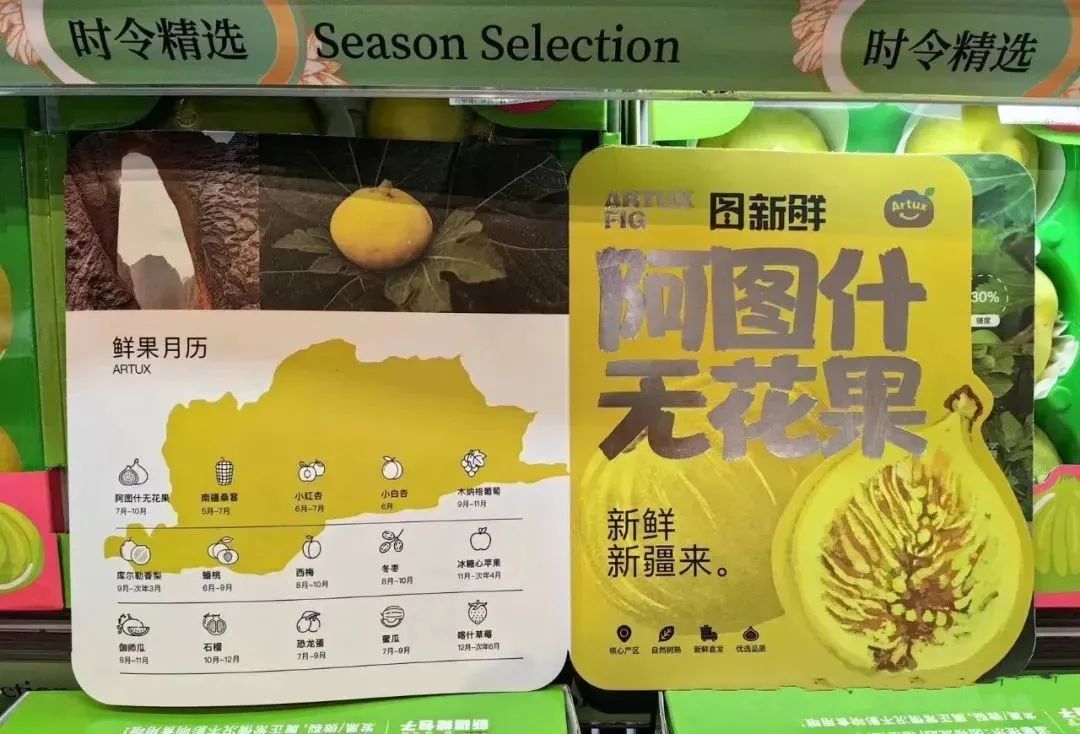 时令精选
Season Selection
时令精选
鲜果月历
ARTUX
阿图什无花果
7月-10月
南疆桑葚
5月-7月
小红杏
6月-7月
小白杏
6月
木纳格葡萄
9月-11月
库尔勒香梨
9月-次年3月
蟠桃
6月-9月
西梅
8月-10月
冬枣
8月-10月
冰糖心苹果
11月-次年4月
伽师瓜
8月-11月
石榴
10月-12月
恐龙蛋
7月-9月
蜜瓜
7月-9月
喀什草莓
12月-次年6月
ARTUX
FIG
图新鲜
Artux
阿图什
无花果
30%
糖度
新鲜
新疆来。
核心产区
自然树熟
新鲜直发
优选品质